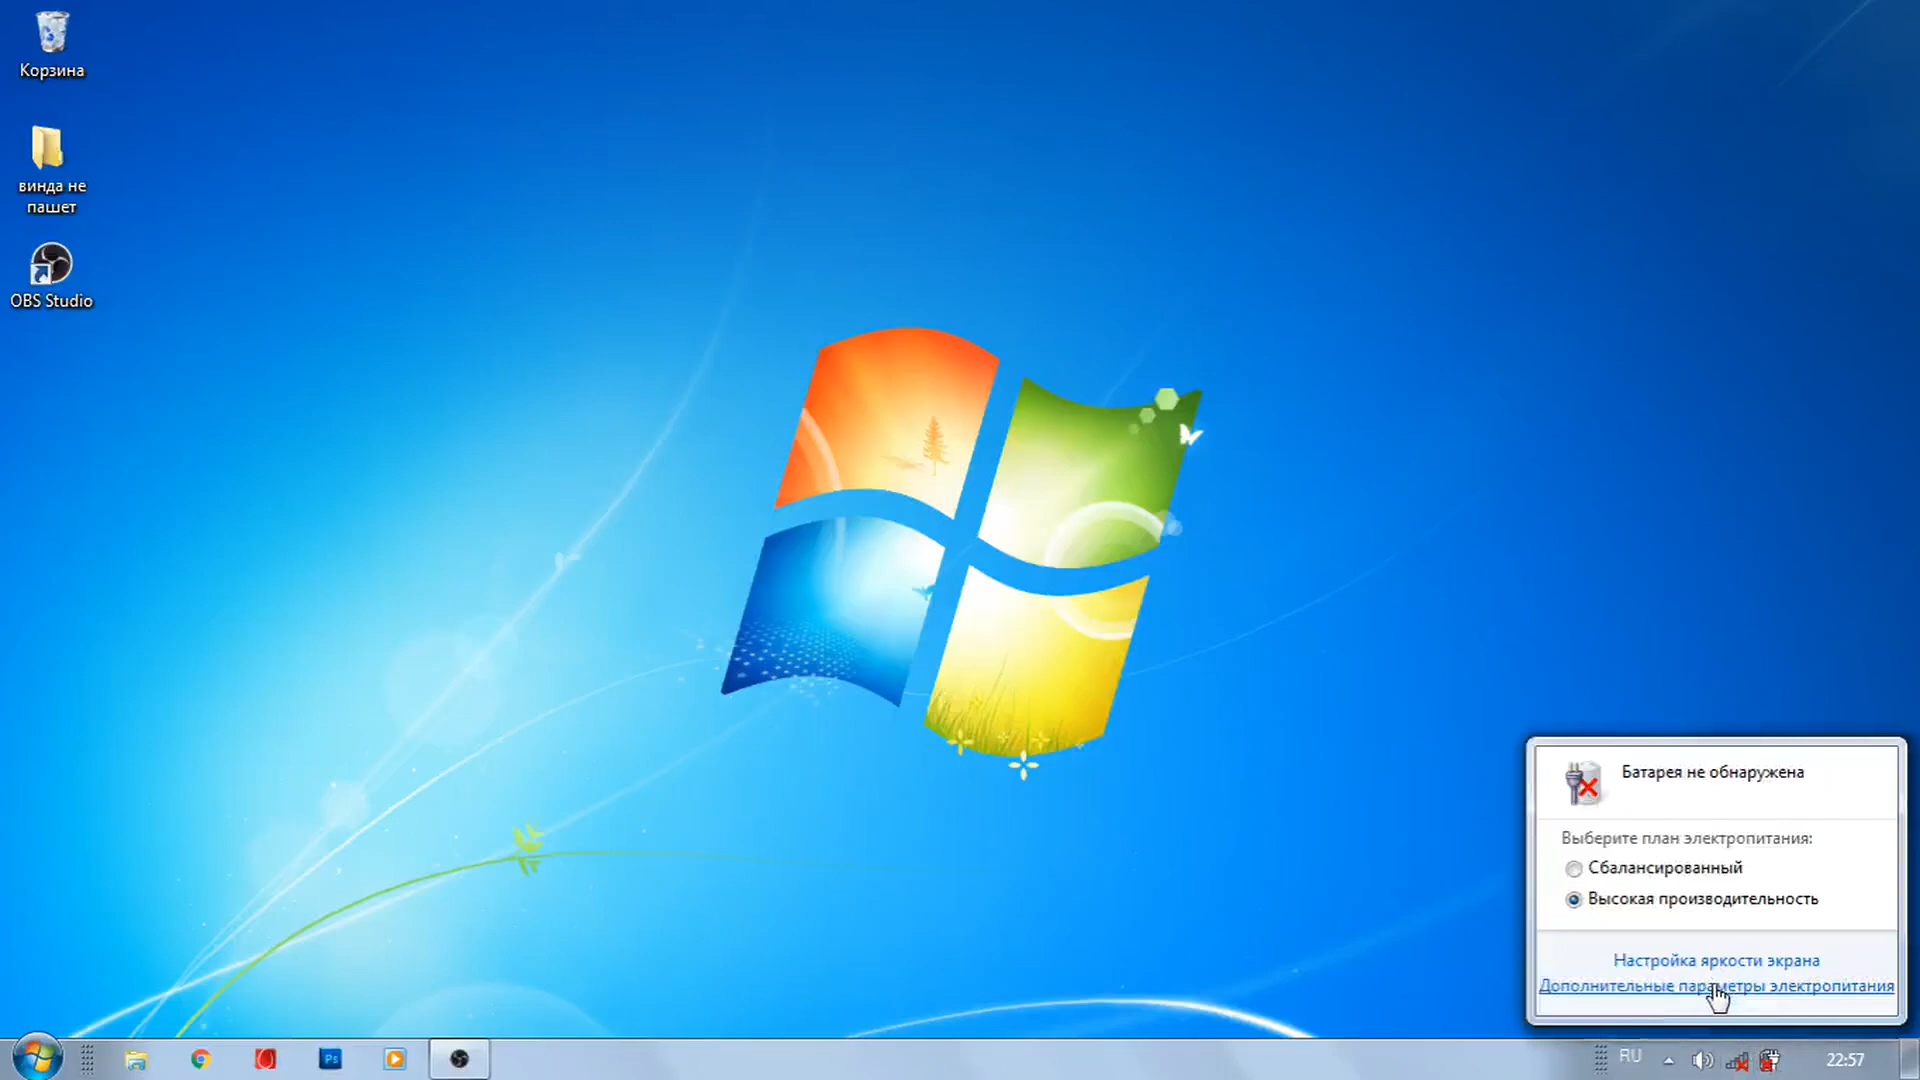 Корзина
винда не
пашет
OBS Studio
Батарея не обнаружена
Выберите план электропитания:
Сбалансированный
Высокая производительность
Настройка яркости экрана
Дополнительные параметры электропитания
Ps
RU
22:57